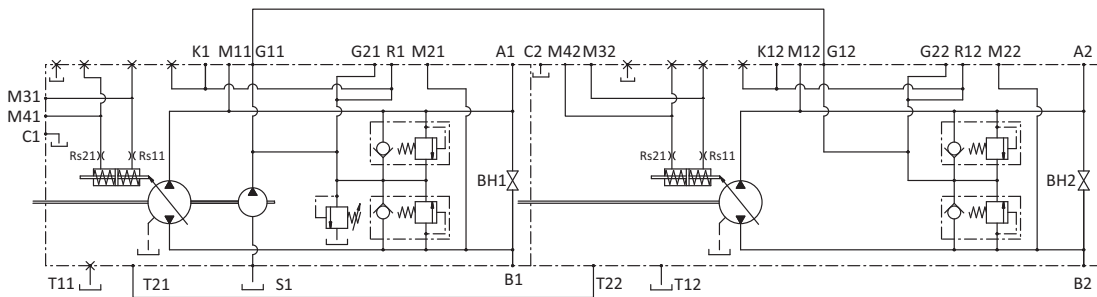 K1 M11 G11 G21 R1 M21 A1 C2 M42 M32 K12 M12 G12 G22 R12 M22 A2
M31
M41
C1
Rs21 Rs11 Rs21 Rs11
BH1 BH2
T11 T21 S1 B1 T22 T12 B2